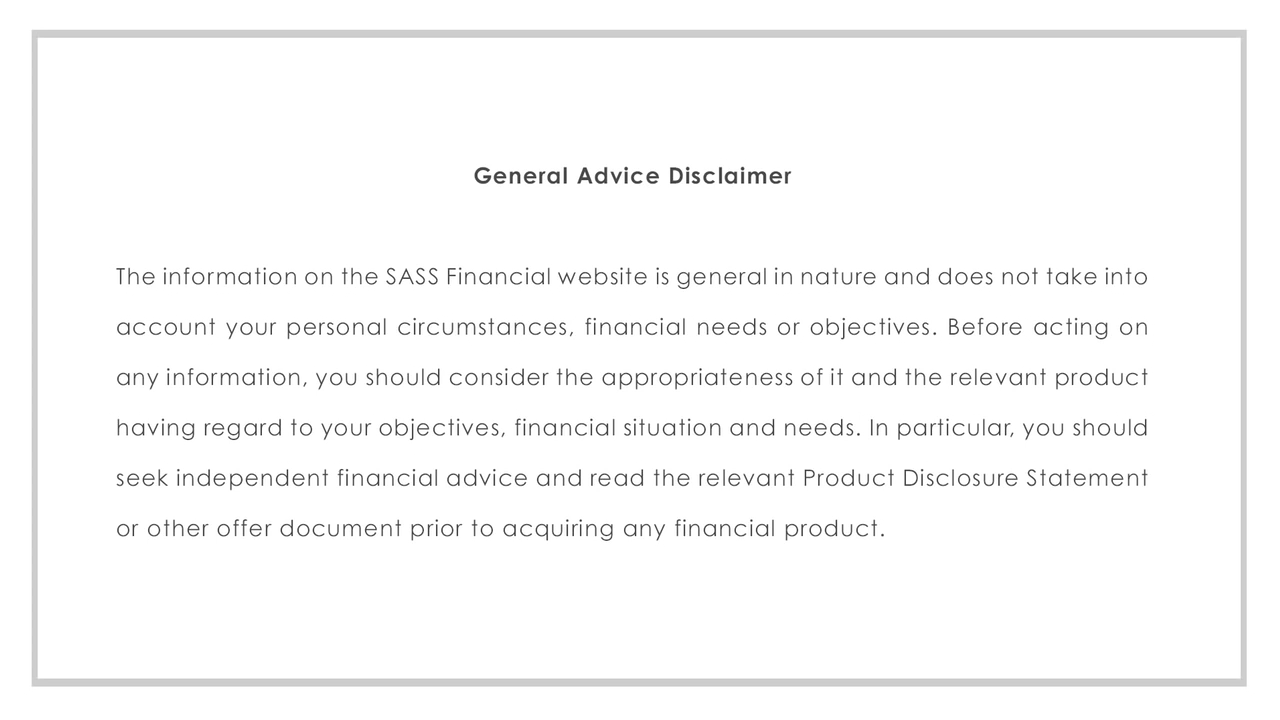 General Advice Disclaimer
The information on the SASS Financial website is general in nature and does not take into
account your personal circumstances, financial needs or objectives. Before acting on
any information, you should consider the appropriateness of it and the relevant product
having regard to your objectives, financial situation and needs. In particular, you should
seek independent financial advice and read the relevant Product Disclosure Statement
or other offer document prior to acquiring any financial product.